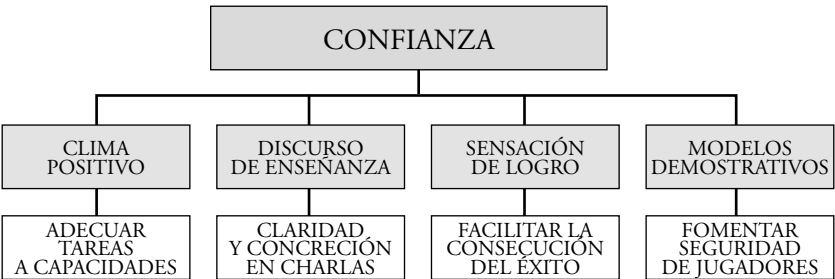 CONFIANZA
CLIMA
POSITIVO
DISCURSO
DE ENSEÑANZA
SENSACIÓN
DE LOGRO
MODELOS
DEMOSTRATIVOS
ADECUAR
TAREAS
A CAPACIDADES
CLARIDAD
Y CONCRECIÓN
EN CHARLAS
FACILITAR LA
CONSECUCIÓN
DEL ÉXITO
FOMENTAR
SEGURIDAD
DE JUGADORES